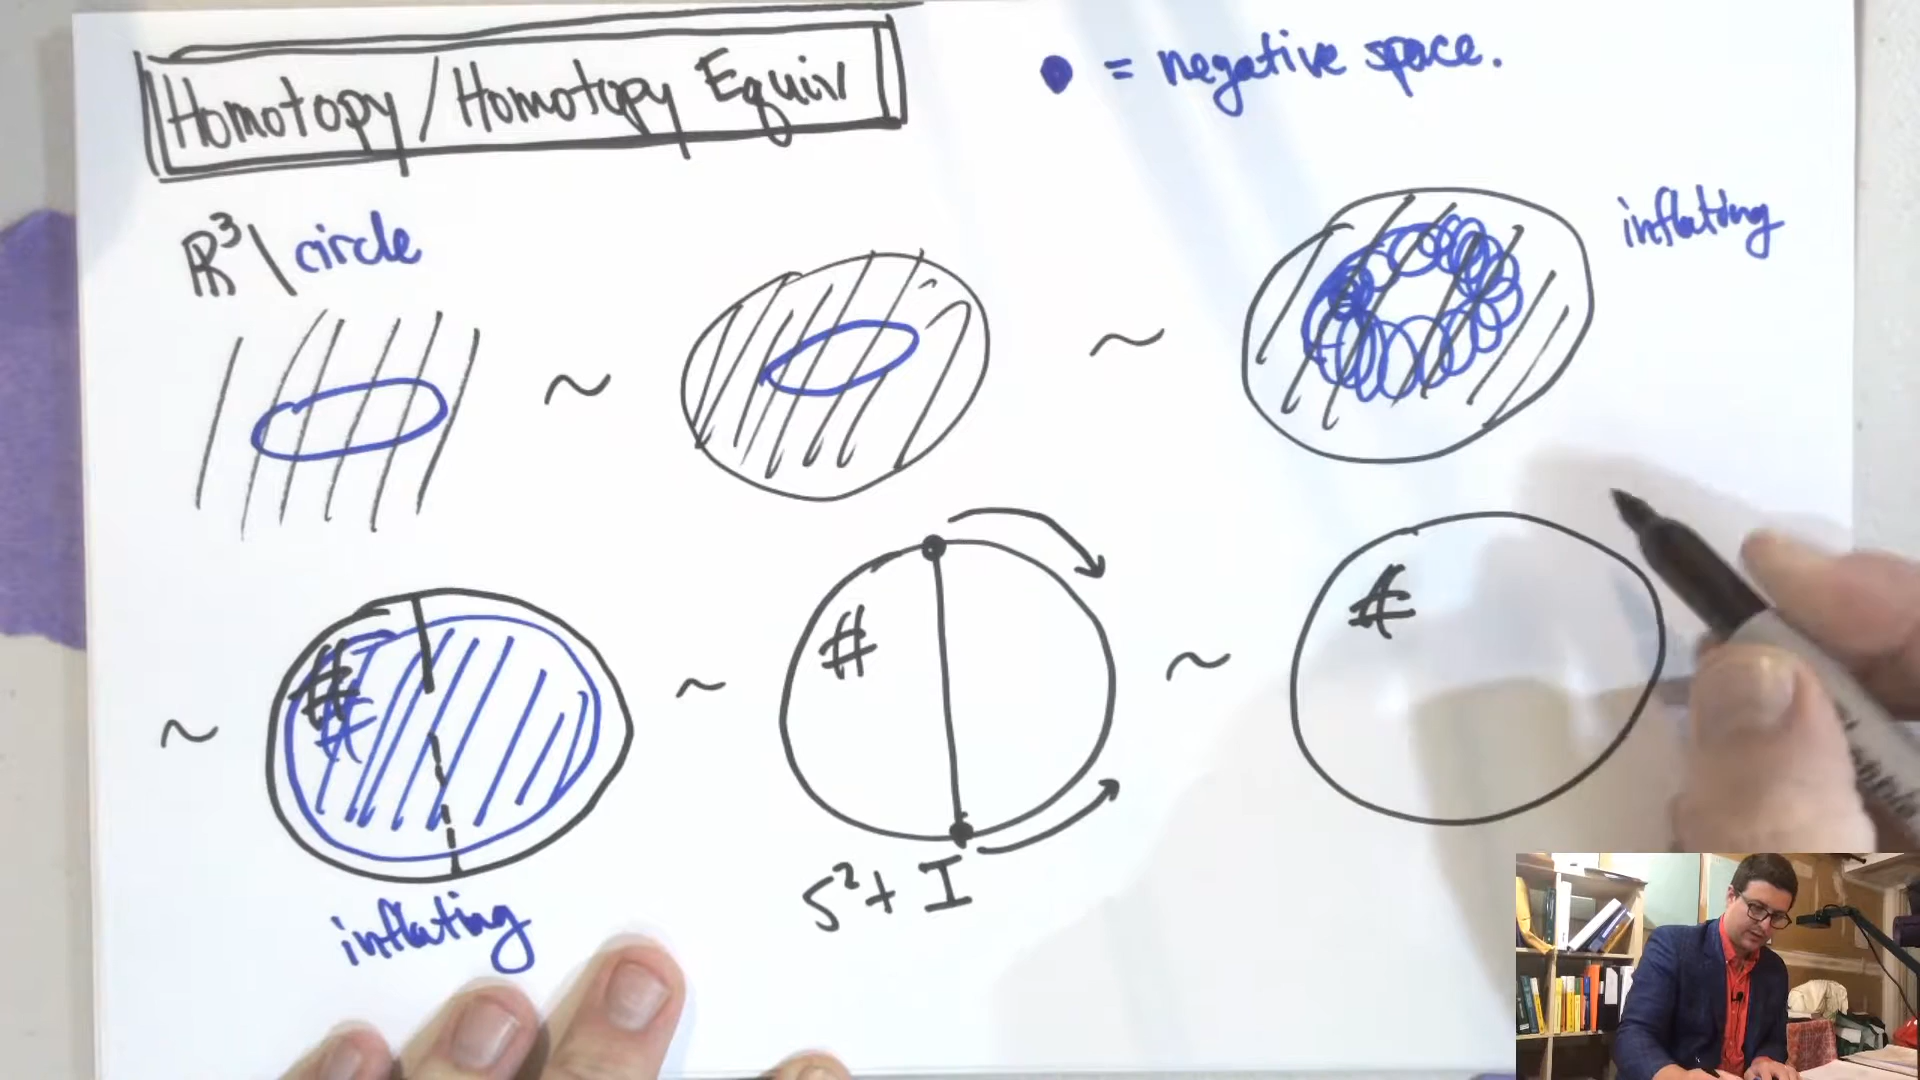 Homotopy/Homotopy Equiv
● = negative space.
R³\circle
inflating
~
~
~
~
~
inflating
S²+ I